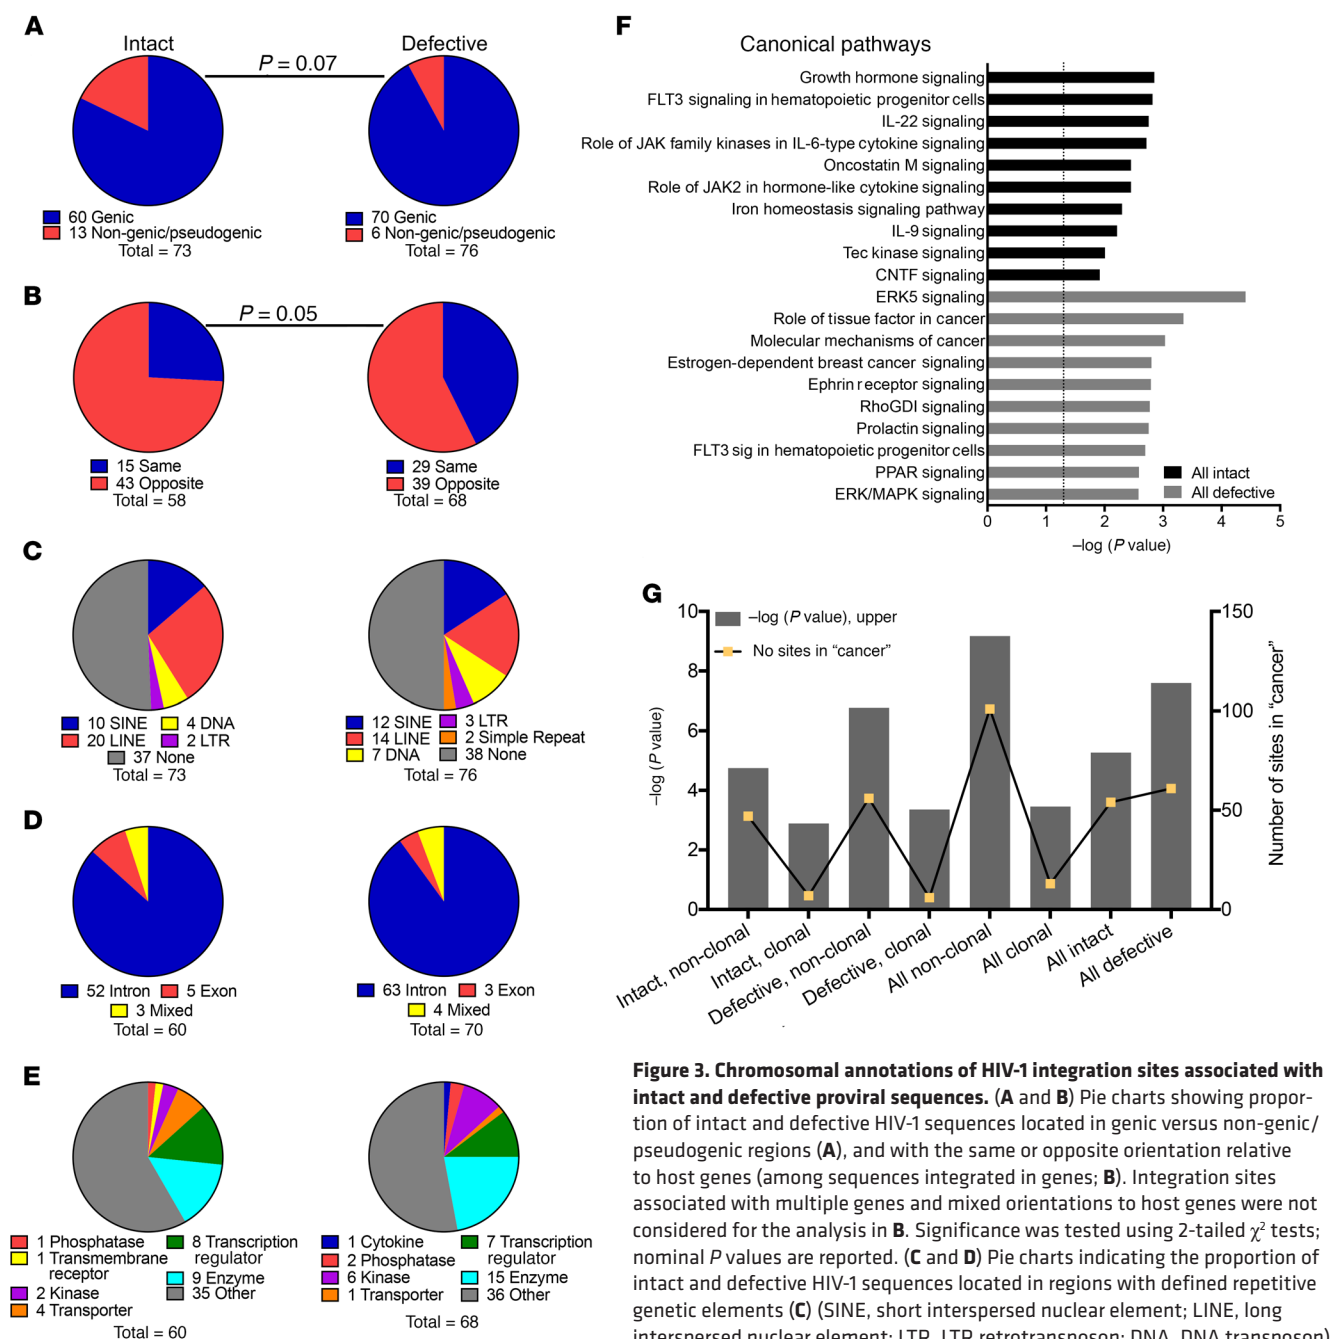 A
Intact
Defective
P = 0.07
60 Genic
13 Non-genic/pseudogenic
Total = 73
70 Genic
6 Non-genic/pseudogenic
Total = 76
B
P = 0.05
15 Same
43 Opposite
Total = 58
29 Same
39 Opposite
Total = 68
C
10 SINE
4 DNA
20 LINE
2 LTR
37 None
Total = 73
12 SINE
3 LTR
14 LINE
2 Simple Repeat
7 DNA
38 None
Total = 76
D
52 Intron
5 Exon
3 Mixed
Total = 60
63 Intron
3 Exon
4 Mixed
Total = 70
E
1 Phosphatase
1 Transmembrane
receptor
2 Kinase
4 Transporter
8 Transcription
regulator
9 Enzyme
35 Other
Total = 60
1 Cytokine
2 Phosphatase
6 Kinase
1 Transporter
7 Transcription
regulator
15 Enzyme
36 Other
Total = 68
F
Canonical pathways
Growth hormone signaling
FLT3 signaling in hematopoietic progenitor cells
IL-22 signaling
Role of JAK family kinases in IL-6-type cytokine signaling
Oncostatin M signaling
Role of JAK2 in hormone-like cytokine signaling
Iron homeostasis signaling pathway
IL-9 signaling
Tec kinase signaling
CNTF signaling
ERK5 signaling
Role of tissue factor in cancer
Molecular mechanisms of cancer
Estrogen-dependent breast cancer signaling
Ephrin receptor signaling
RhoGDI signaling
Prolactin signaling
FLT3 sig in hematopoietic progenitor cells
PPAR signaling
ERK/MAPK signaling
All intact
All defective
0 1 2 3 4 5
–log (P value)
G
–log (P value), upper
No sites in “cancer”
10
8
6
4
2
0
–log (P value)
150
100
50
0
Number of sites in “cancer”
Intact, non-clonal
Intact, clonal
Defective, non-clonal
Defective, clonal
All non-clonal
All clonal
All intact
All defective
Figure 3. Chromosomal annotations of HIV-1 integration sites associated with
intact and defective proviral sequences. (A and B) Pie charts showing propor-
tion of intact and defective HIV-1 sequences located in genic versus non-genic/
pseudogenic regions (A), and with the same or opposite orientation relative
to host genes (among sequences integrated in genes; B). Integration sites
associated with multiple genes and mixed orientations to host genes were not
considered for the analysis in B. Significance was tested using 2-tailed χ² tests;
nominal P values are reported. (C and D) Pie charts indicating the proportion of
intact and defective HIV-1 sequences located in regions with defined repetitive
genetic elements (C) (SINE, short interspersed nuclear element; LINE, long
interspersed nuclear element; LTR, LTR retrotransposon; DNA, DNA transposon)